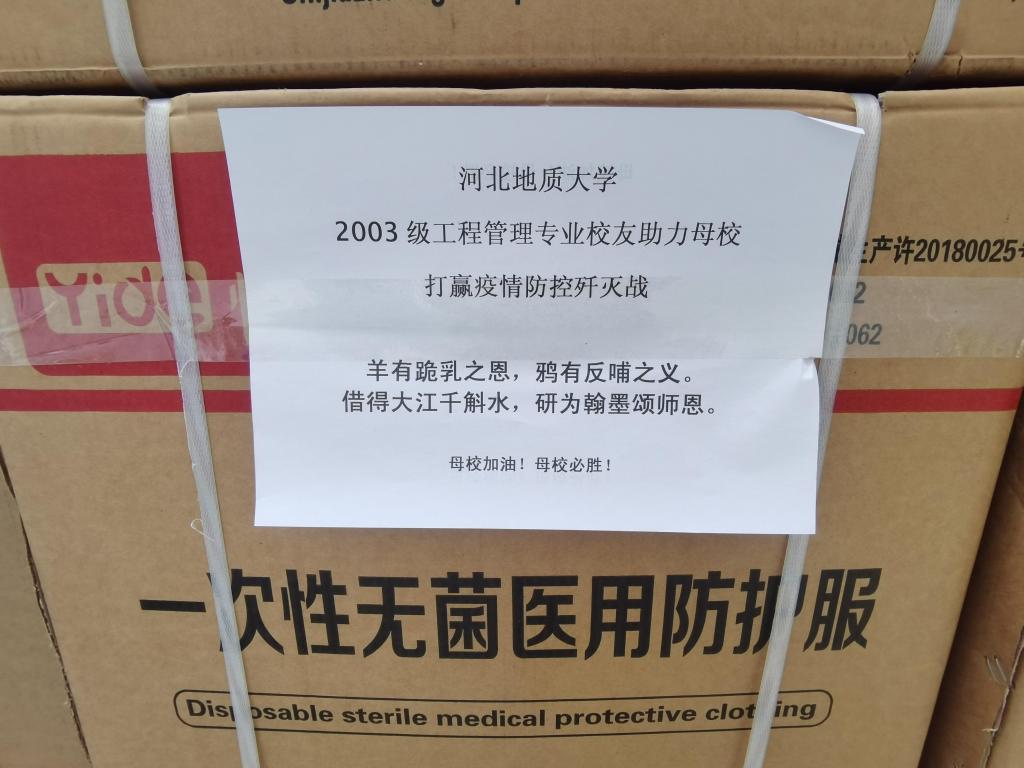 河北地质大学
2003 级工程管理专业校友助力母校
打赢疫情防控歼灭战
羊有跪乳之恩，鸦有反哺之义。
借得大江千斛水，研为翰墨颂师恩。
母校加油！母校必胜！
Yide
生产许20180025号
2
062
一次性无菌医用防护服
Disposable sterile medical protective clothing